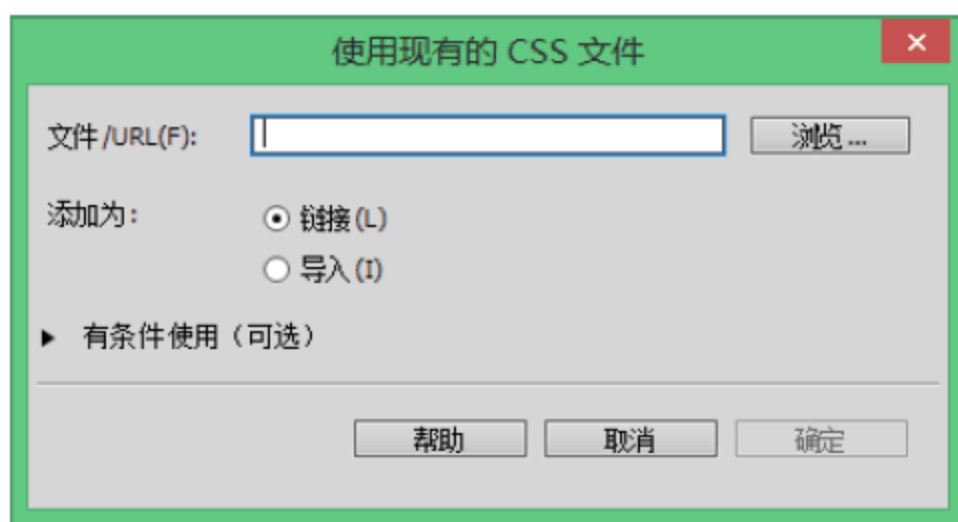 使用现有的 CSS 文件
文件/URL(F): 浏览...
添加为: 链接(L)
导入(I)
有条件使用（可选）
帮助 取消 确定